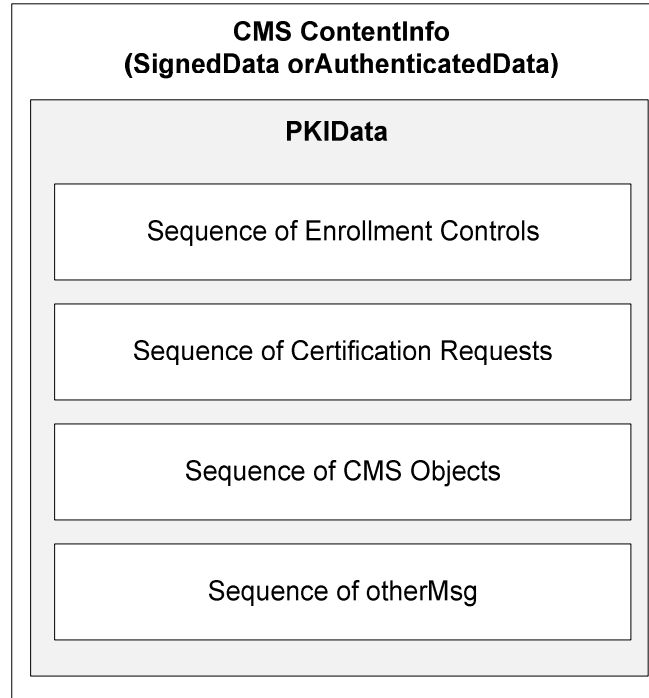 CMS ContentInfo
(SignedData orAuthenticatedData)
PKIData
Sequence of Enrollment Controls
Sequence of Certification Requests
Sequence of CMS Objects
Sequence of otherMsg